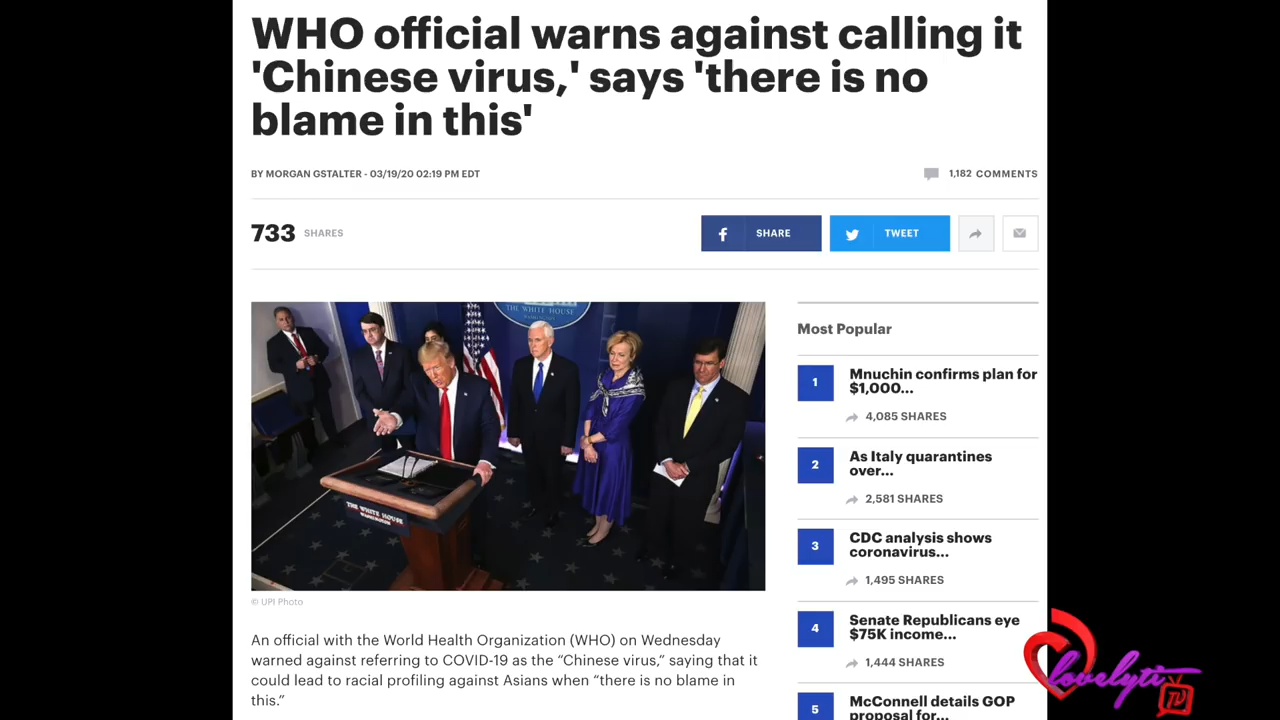 WHO official warns against calling it
'Chinese virus,' says 'there is no
blame in this'
BY MORGAN GSTALTER - 03/19/20 02:19 PM EDT
1,182 COMMENTS
733 SHARES
SHARE
TWEET
THE WHITE HOUSE
WASHINGTON
THE WHITE HOUSE
WASHINGTON
© UPI Photo
An official with the World Health Organization (WHO) on Wednesday
warned against referring to COVID-19 as the “Chinese virus,” saying that it
could lead to racial profiling against Asians when “there is no blame in
this.”
Most Popular
1
Mnuchin confirms plan for
$1,000...
4,085 SHARES
2
As Italy quarantines
over...
2,581 SHARES
3
CDC analysis shows
coronavirus...
1,495 SHARES
4
Senate Republicans eye
$75K income...
1,444 SHARES
5
McConnell details GOP
proposal for...
lovelyti
TV